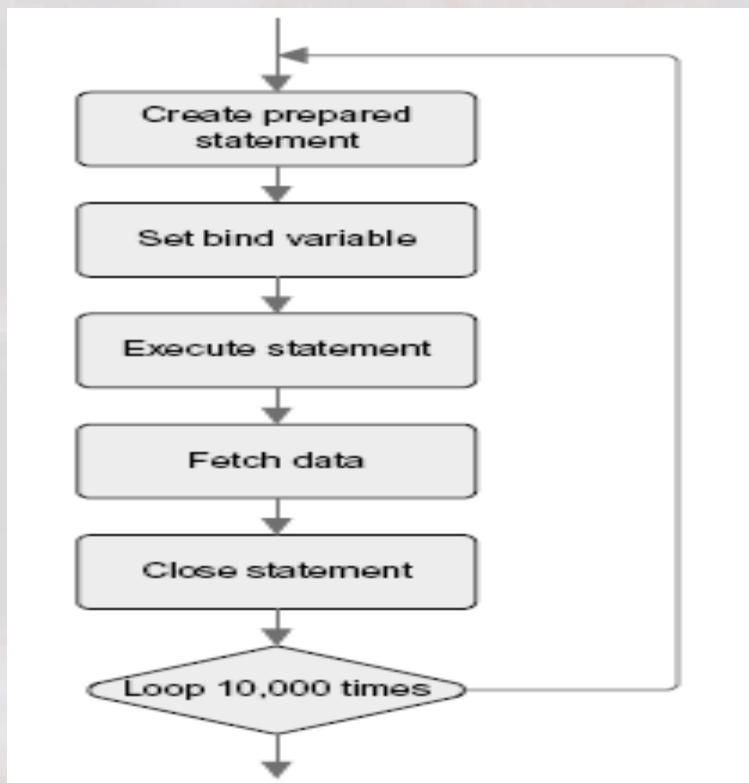 Create prepared
statement
Set bind variable
Execute statement
Fetch data
Close statement
Loop 10,000 times